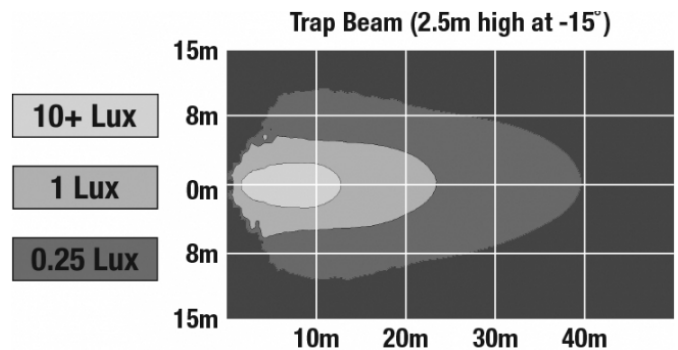 Trap Beam (2.5m high at -15°)
15m
8m
0m
8m
15m
10m 20m 30m 40m
10+ Lux
1 Lux
0.25 Lux